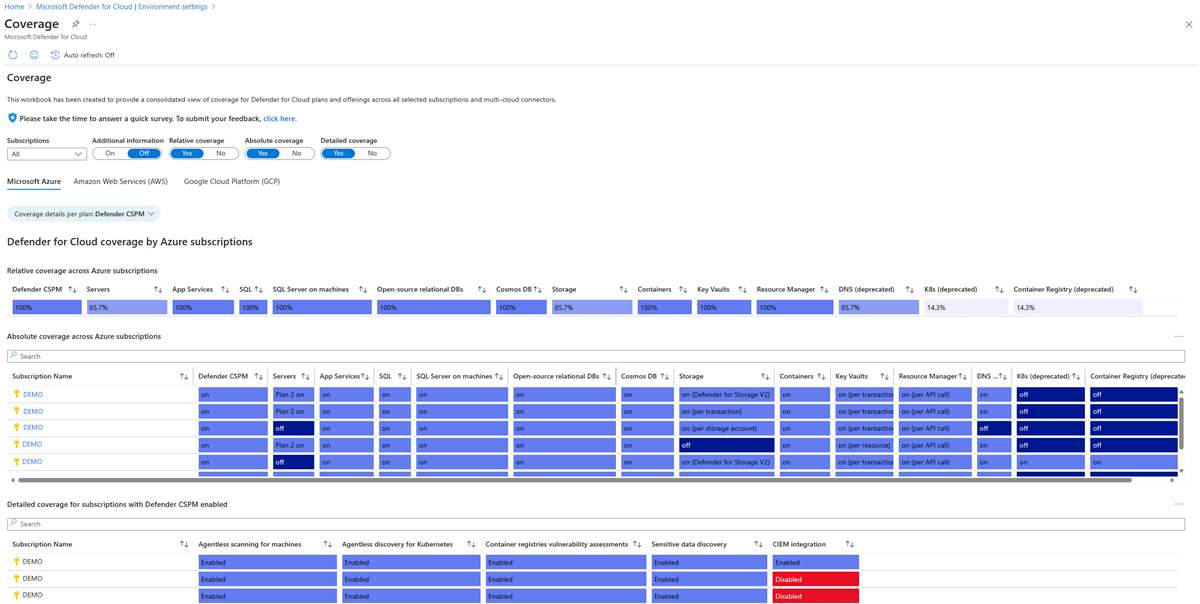 Home > Microsoft Defender for Cloud | Environment settings >
Coverage
Microsoft Defender for Cloud
Auto refresh: Off
Coverage
This workbook has been created to provide a consolidated view of coverage for Defender for Cloud plans and offerings across all selected subscriptions and multi-cloud connectors.
Please take the time to answer a quick survey. To submit your feedback, click here.
Subscriptions Additional information Relative coverage Absolute coverage Detailed coverage
All On Off Yes No Yes No Yes No
Microsoft Azure Amazon Web Services (AWS) Google Cloud Platform (GCP)
Coverage details per plan: Defender CSPM
Defender for Cloud coverage by Azure subscriptions
Relative coverage across Azure subscriptions
Defender CSPM Servers App Services SQL SQL Server on machines Open-source relational DBs Cosmos DB Storage Containers Key Vaults Resource Manager DNS (deprecated) K8s (deprecated) Container Registry (deprecated)
100% 85.7% 100% 100% 100% 100% 100% 85.7% 100% 100% 100% 85.7% 14.3% 14.3%
Absolute coverage across Azure subscriptions
Search
Subscription Name Defender CSPM Servers App Services SQL SQL Server on machines Open-source relational DBs Cosmos DB Storage Containers Key Vaults Resource Manager DNS ... K8s (deprecated) Container Registry (deprecated
DEMO on Plan 2 on on on on on on on (Defender for Storage V2) on on (per transaction on (per API call) on off off
DEMO on Plan 2 on on on on on on on (per transaction) on on (per transaction on (per API call) on off off
DEMO on off on on on on on on (per storage account) on on (per transaction on (per API call) off off off
DEMO on Plan 2 on on on on on on off on on (per resource) on (per API call) on off off
DEMO on off on on on on on on (Defender for Storage V2) on on (per transaction on (per API call) on on on
Detailed coverage for subscriptions with Defender CSPM enabled
Search
Subscription Name Agentless scanning for machines Agentless discovery for Kubernetes Container registries vulnerability assessments Sensitive data discovery CIEM integration
DEMO Enabled Enabled Enabled Enabled Enabled
DEMO Enabled Enabled Enabled Enabled Disabled
DEMO Enabled Enabled Enabled Enabled Disabled